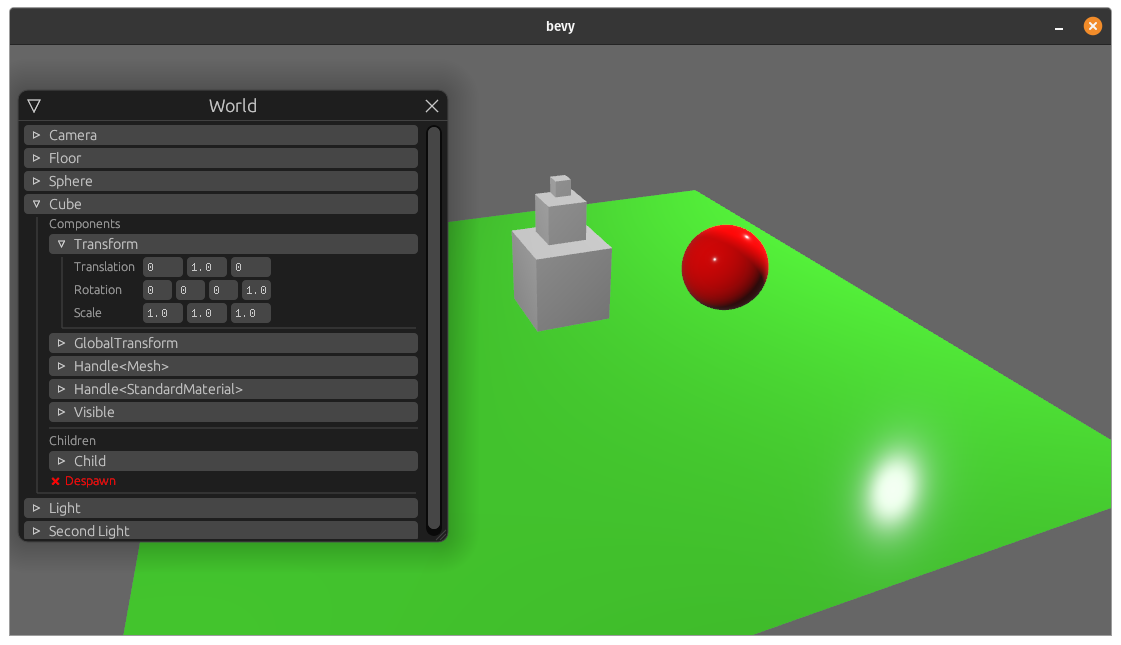 bevy
World
Camera
Floor
Sphere
Cube
Components
Transform
Translation 0 1.0 0
Rotation 0 0 0 1.0
Scale 1.0 1.0 1.0
GlobalTransform
Handle<Mesh>
Handle<StandardMaterial>
Visible
Children
Child
× Despawn
Light
Second Light